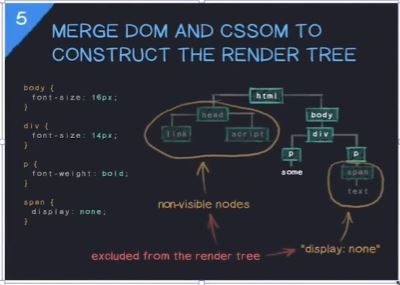 5
MERGE DOM AND CSSOM TO
CONSTRUCT THE RENDER TREE
body {
font-size: 16px;
}
div {
font-size: 14px;
}
p {
font-weight: bold;
}
span {
display: none;
}
html
head
body
link
script
div
p
p
some
span
text
non-visible nodes
excluded from the render tree
"display: none"